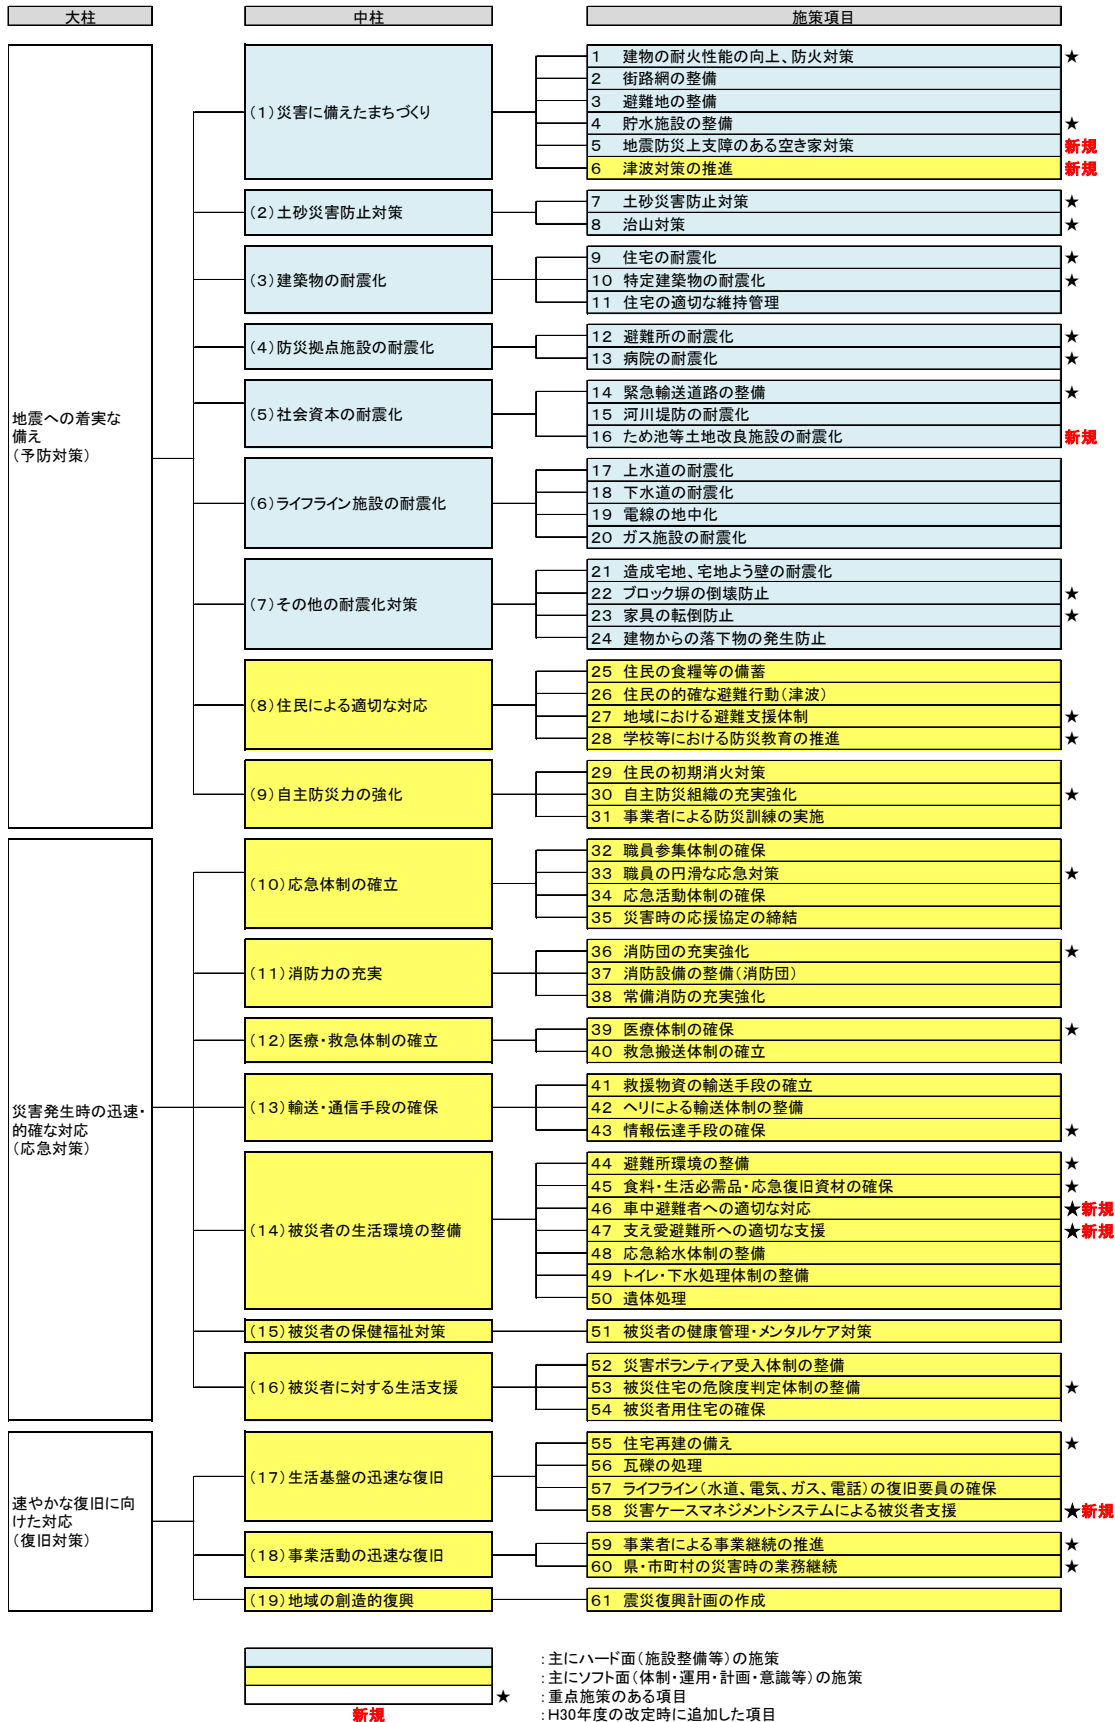 大柱 中柱 施策項目
地震への着実な
備え
（予防対策）
（1）災害に備えたまちづくり
1 建物の耐火性能の向上、防火対策 ★
2 街路網の整備
3 避難地の整備
4 貯水施設の整備 ★
5 地震防災上支障のある空き家対策 新規
6 津波対策の推進 新規
（2）土砂災害防止対策
7 土砂災害防止対策 ★
8 治山対策 ★
（3）建築物の耐震化
9 住宅の耐震化 ★
10 特定建築物の耐震化 ★
11 住宅の適切な維持管理
（4）防災拠点施設の耐震化
12 避難所の耐震化 ★
13 病院の耐震化 ★
（5）社会資本の耐震化
14 緊急輸送道路の整備 ★
15 河川堤防の耐震化
16 ため池等土地改良施設の耐震化 新規
（6）ライフライン施設の耐震化
17 上水道の耐震化
18 下水道の耐震化
19 電線の地中化
20 ガス施設の耐震化
（7）その他の耐震化対策
21 造成宅地、宅地よう壁の耐震化
22 ブロック塀の倒壊防止 ★
23 家具の転倒防止 ★
24 建物からの落下物の発生防止
（8）住民による適切な対応
25 住民の食糧等の備蓄
26 住民の的確な避難行動（津波）
27 地域における避難支援体制 ★
28 学校等における防災教育の推進 ★
（9）自主防災力の強化
29 住民の初期消火対策
30 自主防災組織の充実強化 ★
31 事業者による防災訓練の実施
災害発生時の迅速・
的確な対応
（応急対策）
（10）応急体制の確立
32 職員参集体制の確保
33 職員の円滑な応急対策 ★
34 応急活動体制の確保
35 災害時の応援協定の締結
（11）消防力の充実
36 消防団の充実強化 ★
37 消防設備の整備（消防団）
38 常備消防の充実強化
（12）医療・救急体制の確立
39 医療体制の確保 ★
40 救急搬送体制の確立
（13）輸送・通信手段の確保
41 救援物資の輸送手段の確立
42 ヘリによる輸送体制の整備
43 情報伝達手段の確保 ★
（14）被災者の生活環境の整備
44 避難所環境の整備 ★
45 食料・生活必需品・応急復旧資材の確保 ★
46 車中避難者への適切な対応 ★新規
47 支え愛避難所への適切な支援 ★新規
48 応急給水体制の整備
49 トイレ・下水処理体制の整備
50 遺体処理
（15）被災者の保健福祉対策
51 被災者の健康管理・メンタルケア対策
（16）被災者に対する生活支援
52 災害ボランティア受入体制の整備
53 被災住宅の危険度判定体制の整備 ★
54 被災者用住宅の確保
速やかな復旧に向
けた対応
（復旧対策）
（17）生活基盤の迅速な復旧
55 住宅再建の備え ★
56 瓦礫の処理
57 ライフライン（水道、電気、ガス、電話）の復旧要員の確保
58 災害ケースマネジメントシステムによる被災者支援 ★新規
（18）事業活動の迅速な復旧
59 事業者による事業継続の推進 ★
60 県・市町村の災害時の業務継続 ★
（19）地域の創造的復興
61 震災復興計画の作成
：主にハード面（施設整備等）の施策
：主にソフト面（体制・運用・計画・意識等）の施策
★ ：重点施策のある項目
新規 ：H30年度の改定時に追加した項目